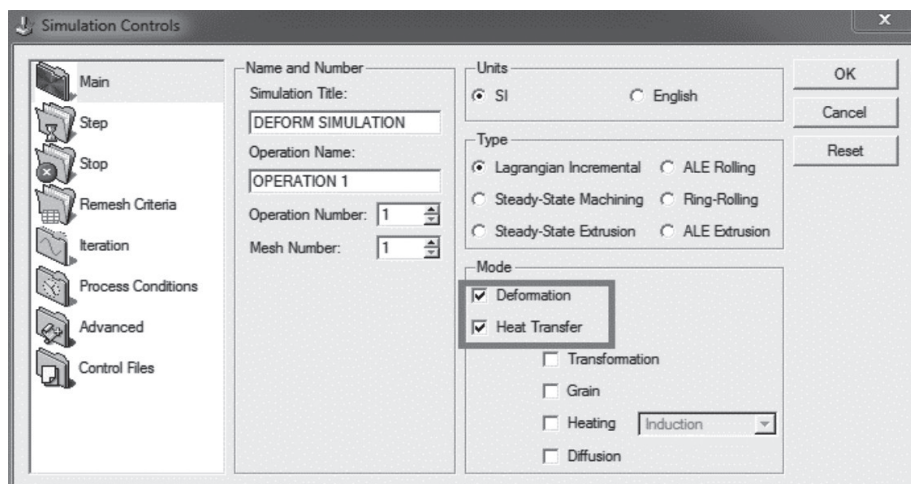 Simulation Controls
Main
Step
Stop
Remesh Criteria
Iteration
Process Conditions
Advanced
Control Files
Name and Number
Simulation Title:
DEFORM SIMULATION
Operation Name:
OPERATION 1
Operation Number: 1
Mesh Number: 1
Units
SI English
Type
Lagrangian Incremental ALE Rolling
Steady-State Machining Ring-Rolling
Steady-State Extrusion ALE Extrusion
Mode
Deformation
Heat Transfer
Transformation
Grain
Heating Induction
Diffusion
OK
Cancel
Reset